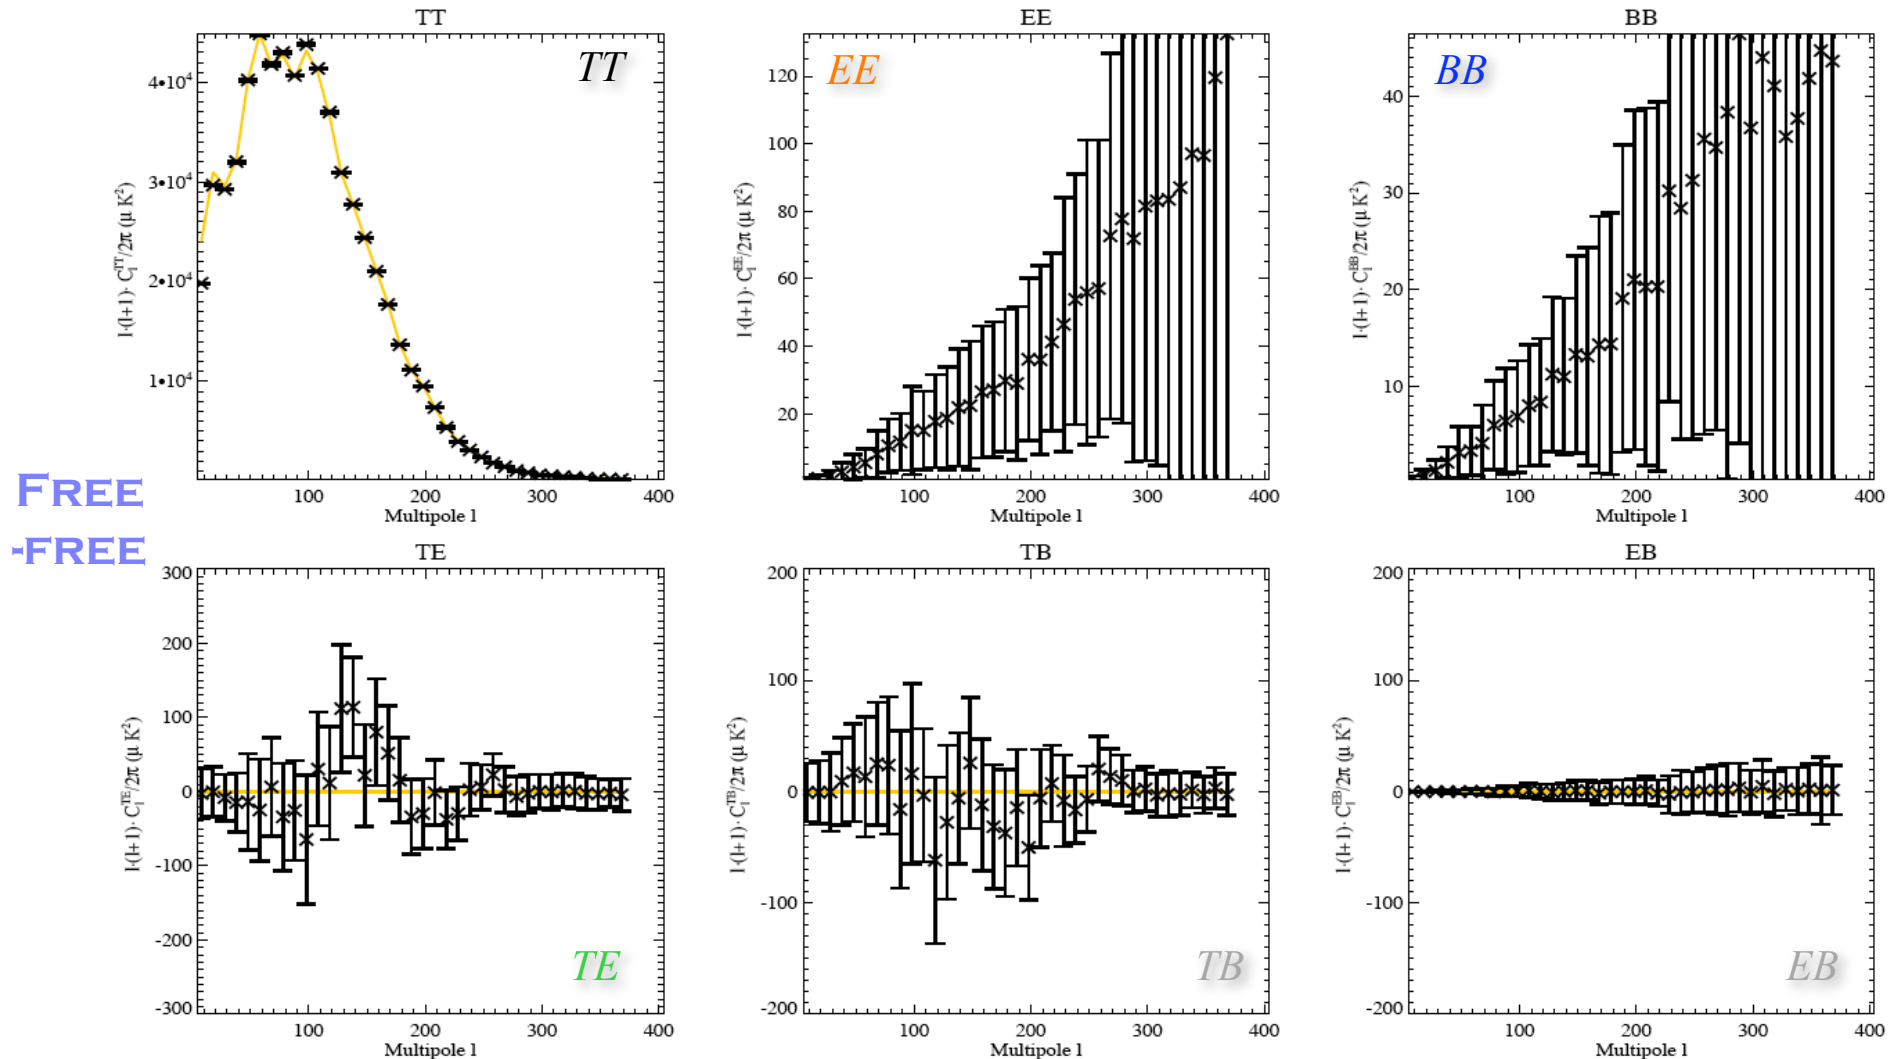 TT
TT
4•10⁴
3•10⁴
2•10⁴
1•10⁴
l·(l+1)· C_l^TT/2π (μ K²)
100 200 300 400
Multipole l
EE
EE
120
100
80
60
40
20
l·(l+1)· C_l^EE/2π (μ K²)
100 200 300 400
Multipole l
BB
BB
40
30
20
10
l·(l+1)· C_l^BB/2π (μ K²)
100 200 300 400
Multipole l
FREE
-FREE
TE
300
200
100
0
-100
-200
-300
l·(l+1)· C_l^TE/2π (μ K²)
TE
100 200 300 400
Multipole l
TB
200
100
0
-100
-200
l·(l+1)· C_l^TB/2π (μ K²)
TB
100 200 300 400
Multipole l
EB
200
100
0
-100
-200
l·(l+1)· C_l^EB/2π (μ K²)
EB
100 200 300 400
Multipole l